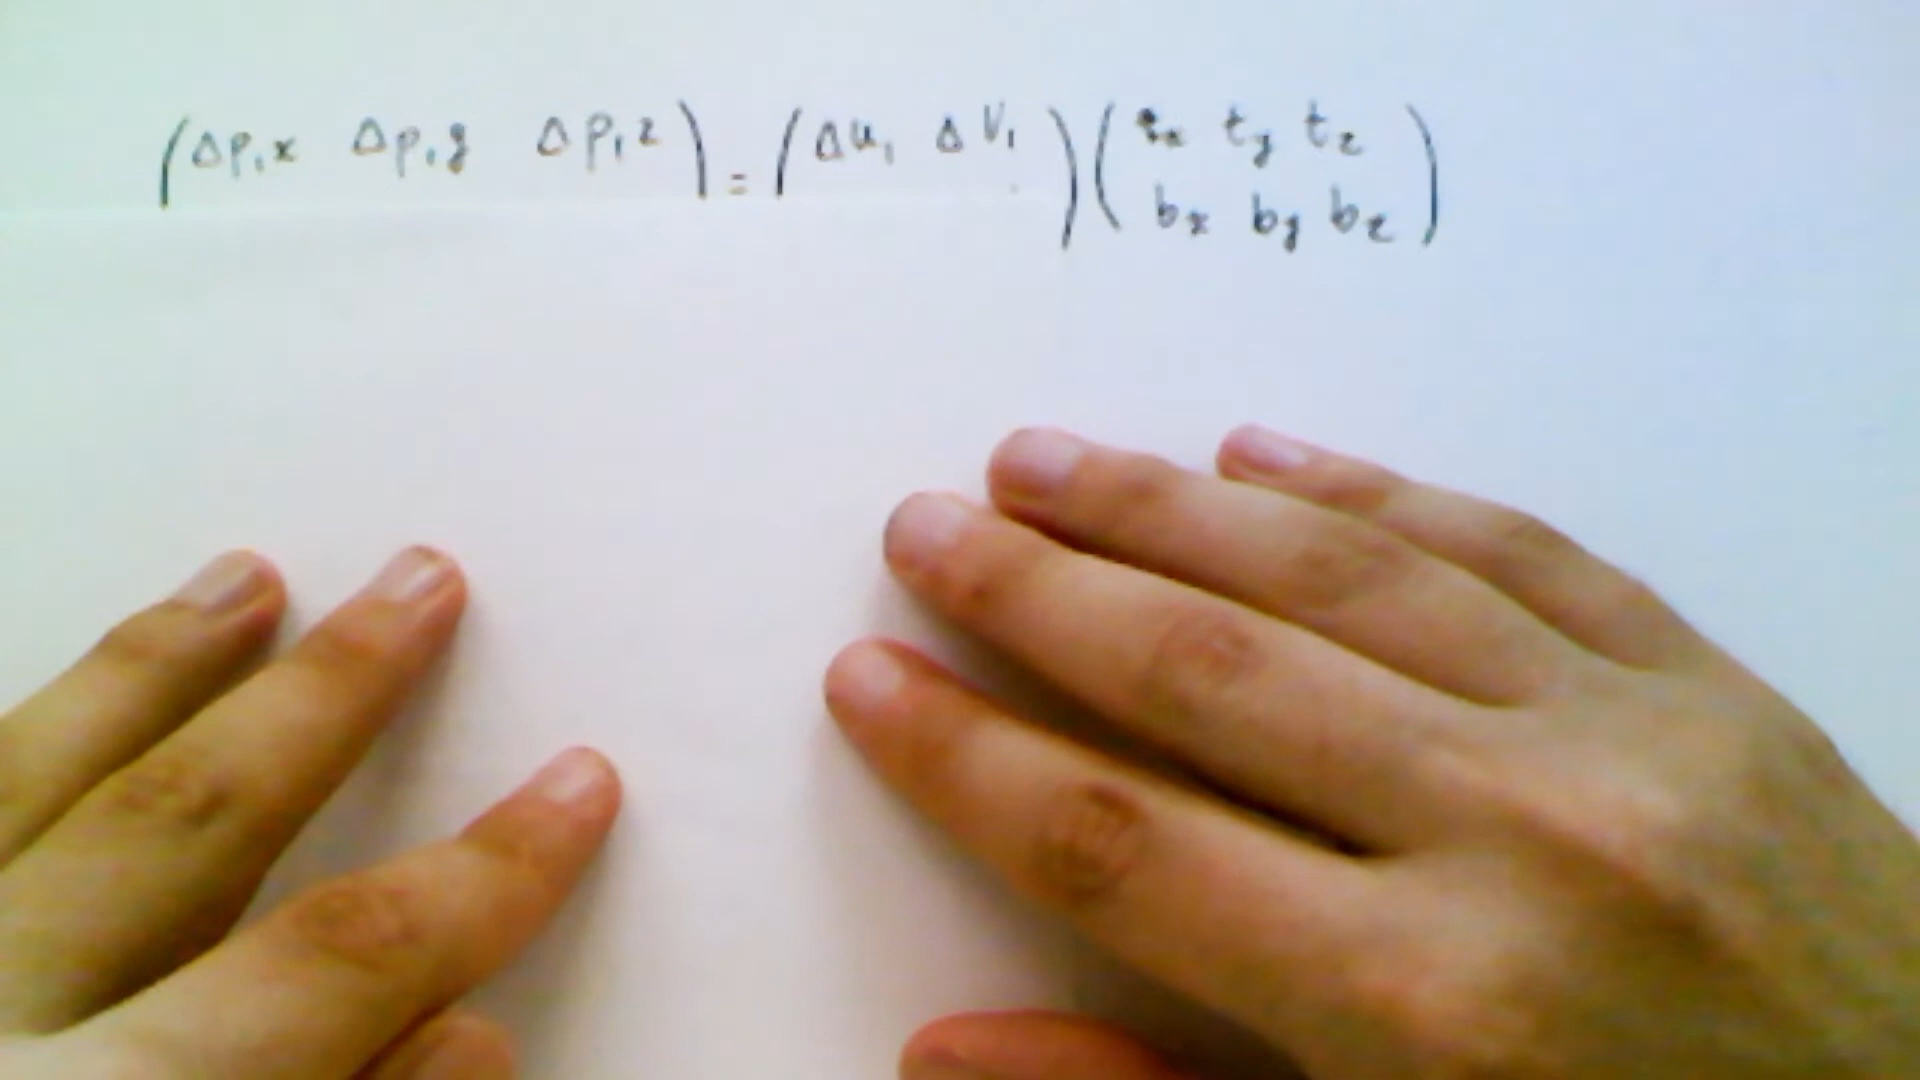 (Δp₁x Δp₁y Δp₁z) = (Δu₁ Δv₁) (tx ty tz
bx by bz)